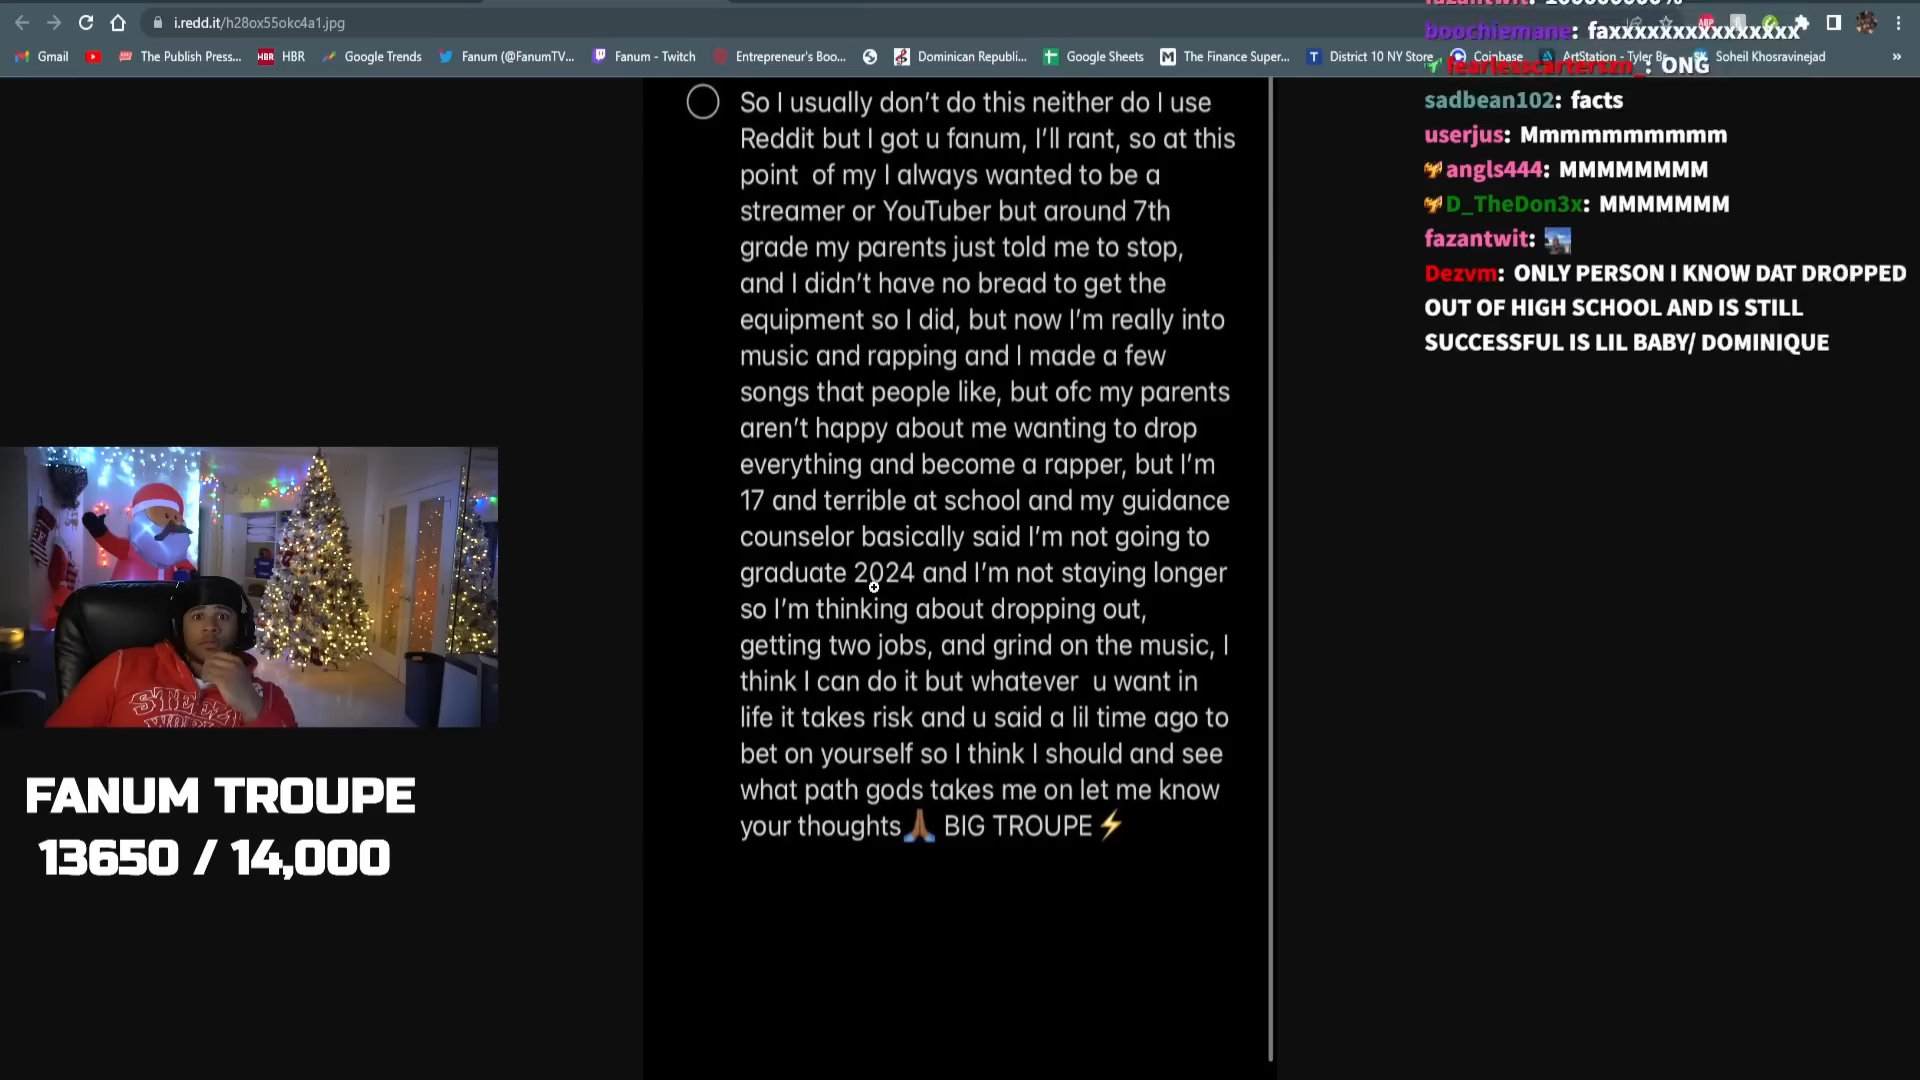 i.redd.it/h28ox55okc4a1.jpg
Gmail
The Publish Press...
HBR
HBR
Google Trends
Fanum (@FanumTV...
Fanum - Twitch
Entrepreneur's Boo...
Dominican Republi...
Google Sheets
The Finance Super...
District 10 NY Store
Coinbase
ArtStation - Tyler Br
Soheil Khosravinejad
So I usually don't do this neither do I use
Reddit but I got u fanum, I'll rant, so at this
point of my I always wanted to be a
streamer or YouTuber but around 7th
grade my parents just told me to stop,
and I didn't have no bread to get the
equipment so I did, but now I'm really into
music and rapping and I made a few
songs that people like, but ofc my parents
aren't happy about me wanting to drop
everything and become a rapper, but I'm
17 and terrible at school and my guidance
counselor basically said I'm not going to
graduate 2024 and I'm not staying longer
so I'm thinking about dropping out,
getting two jobs, and grind on the music, I
think I can do it but whatever u want in
life it takes risk and u said a lil time ago to
bet on yourself so I think I should and see
what path gods takes me on let me know
your thoughts🙏🏾 BIG TROUPE⚡
boochiemane: faxxxxxxxxxxxxxxx
fearlesscarterszn_: ONG
sadbean102: facts
userjus: Mmmmmmmmmm
angls444: MMMMMMMM
D_TheDon3x: MMMMMMM
fazantwit:
Dezvm: ONLY PERSON I KNOW DAT DROPPED
OUT OF HIGH SCHOOL AND IS STILL
SUCCESSFUL IS LIL BABY/ DOMINIQUE
FANUM TROUPE
13650 / 14,000